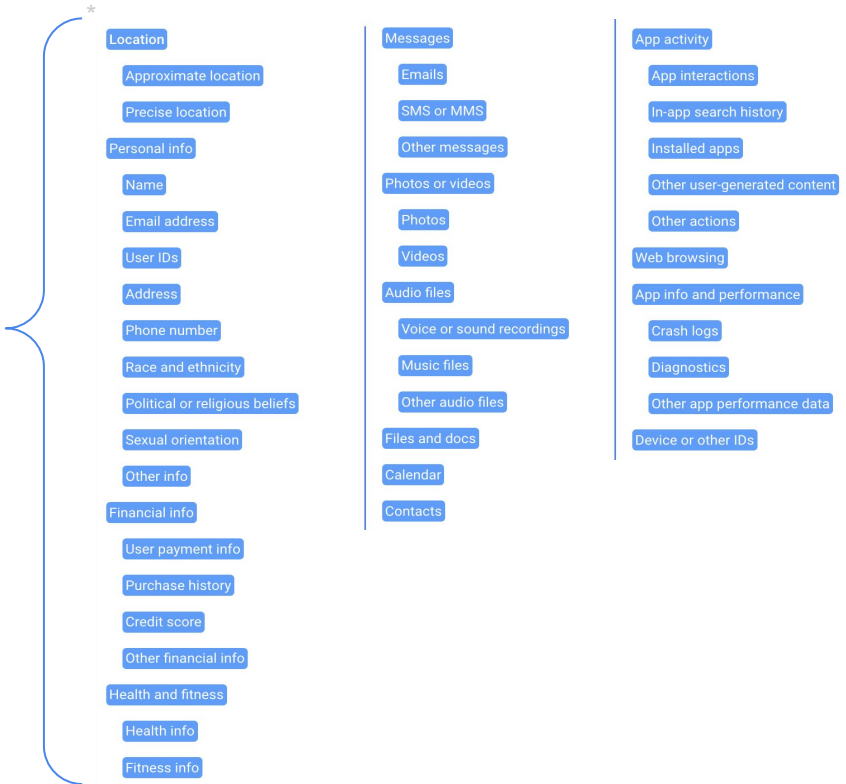 *
Location
Approximate location
Precise location
Personal info
Name
Email address
User IDs
Address
Phone number
Race and ethnicity
Political or religious beliefs
Sexual orientation
Other info
Financial info
User payment info
Purchase history
Credit score
Other financial info
Health and fitness
Health info
Fitness info
Messages
Emails
SMS or MMS
Other messages
Photos or videos
Photos
Videos
Audio files
Voice or sound recordings
Music files
Other audio files
Files and docs
Calendar
Contacts
App activity
App interactions
In-app search history
Installed apps
Other user-generated content
Other actions
Web browsing
App info and performance
Crash logs
Diagnostics
Other app performance data
Device or other IDs